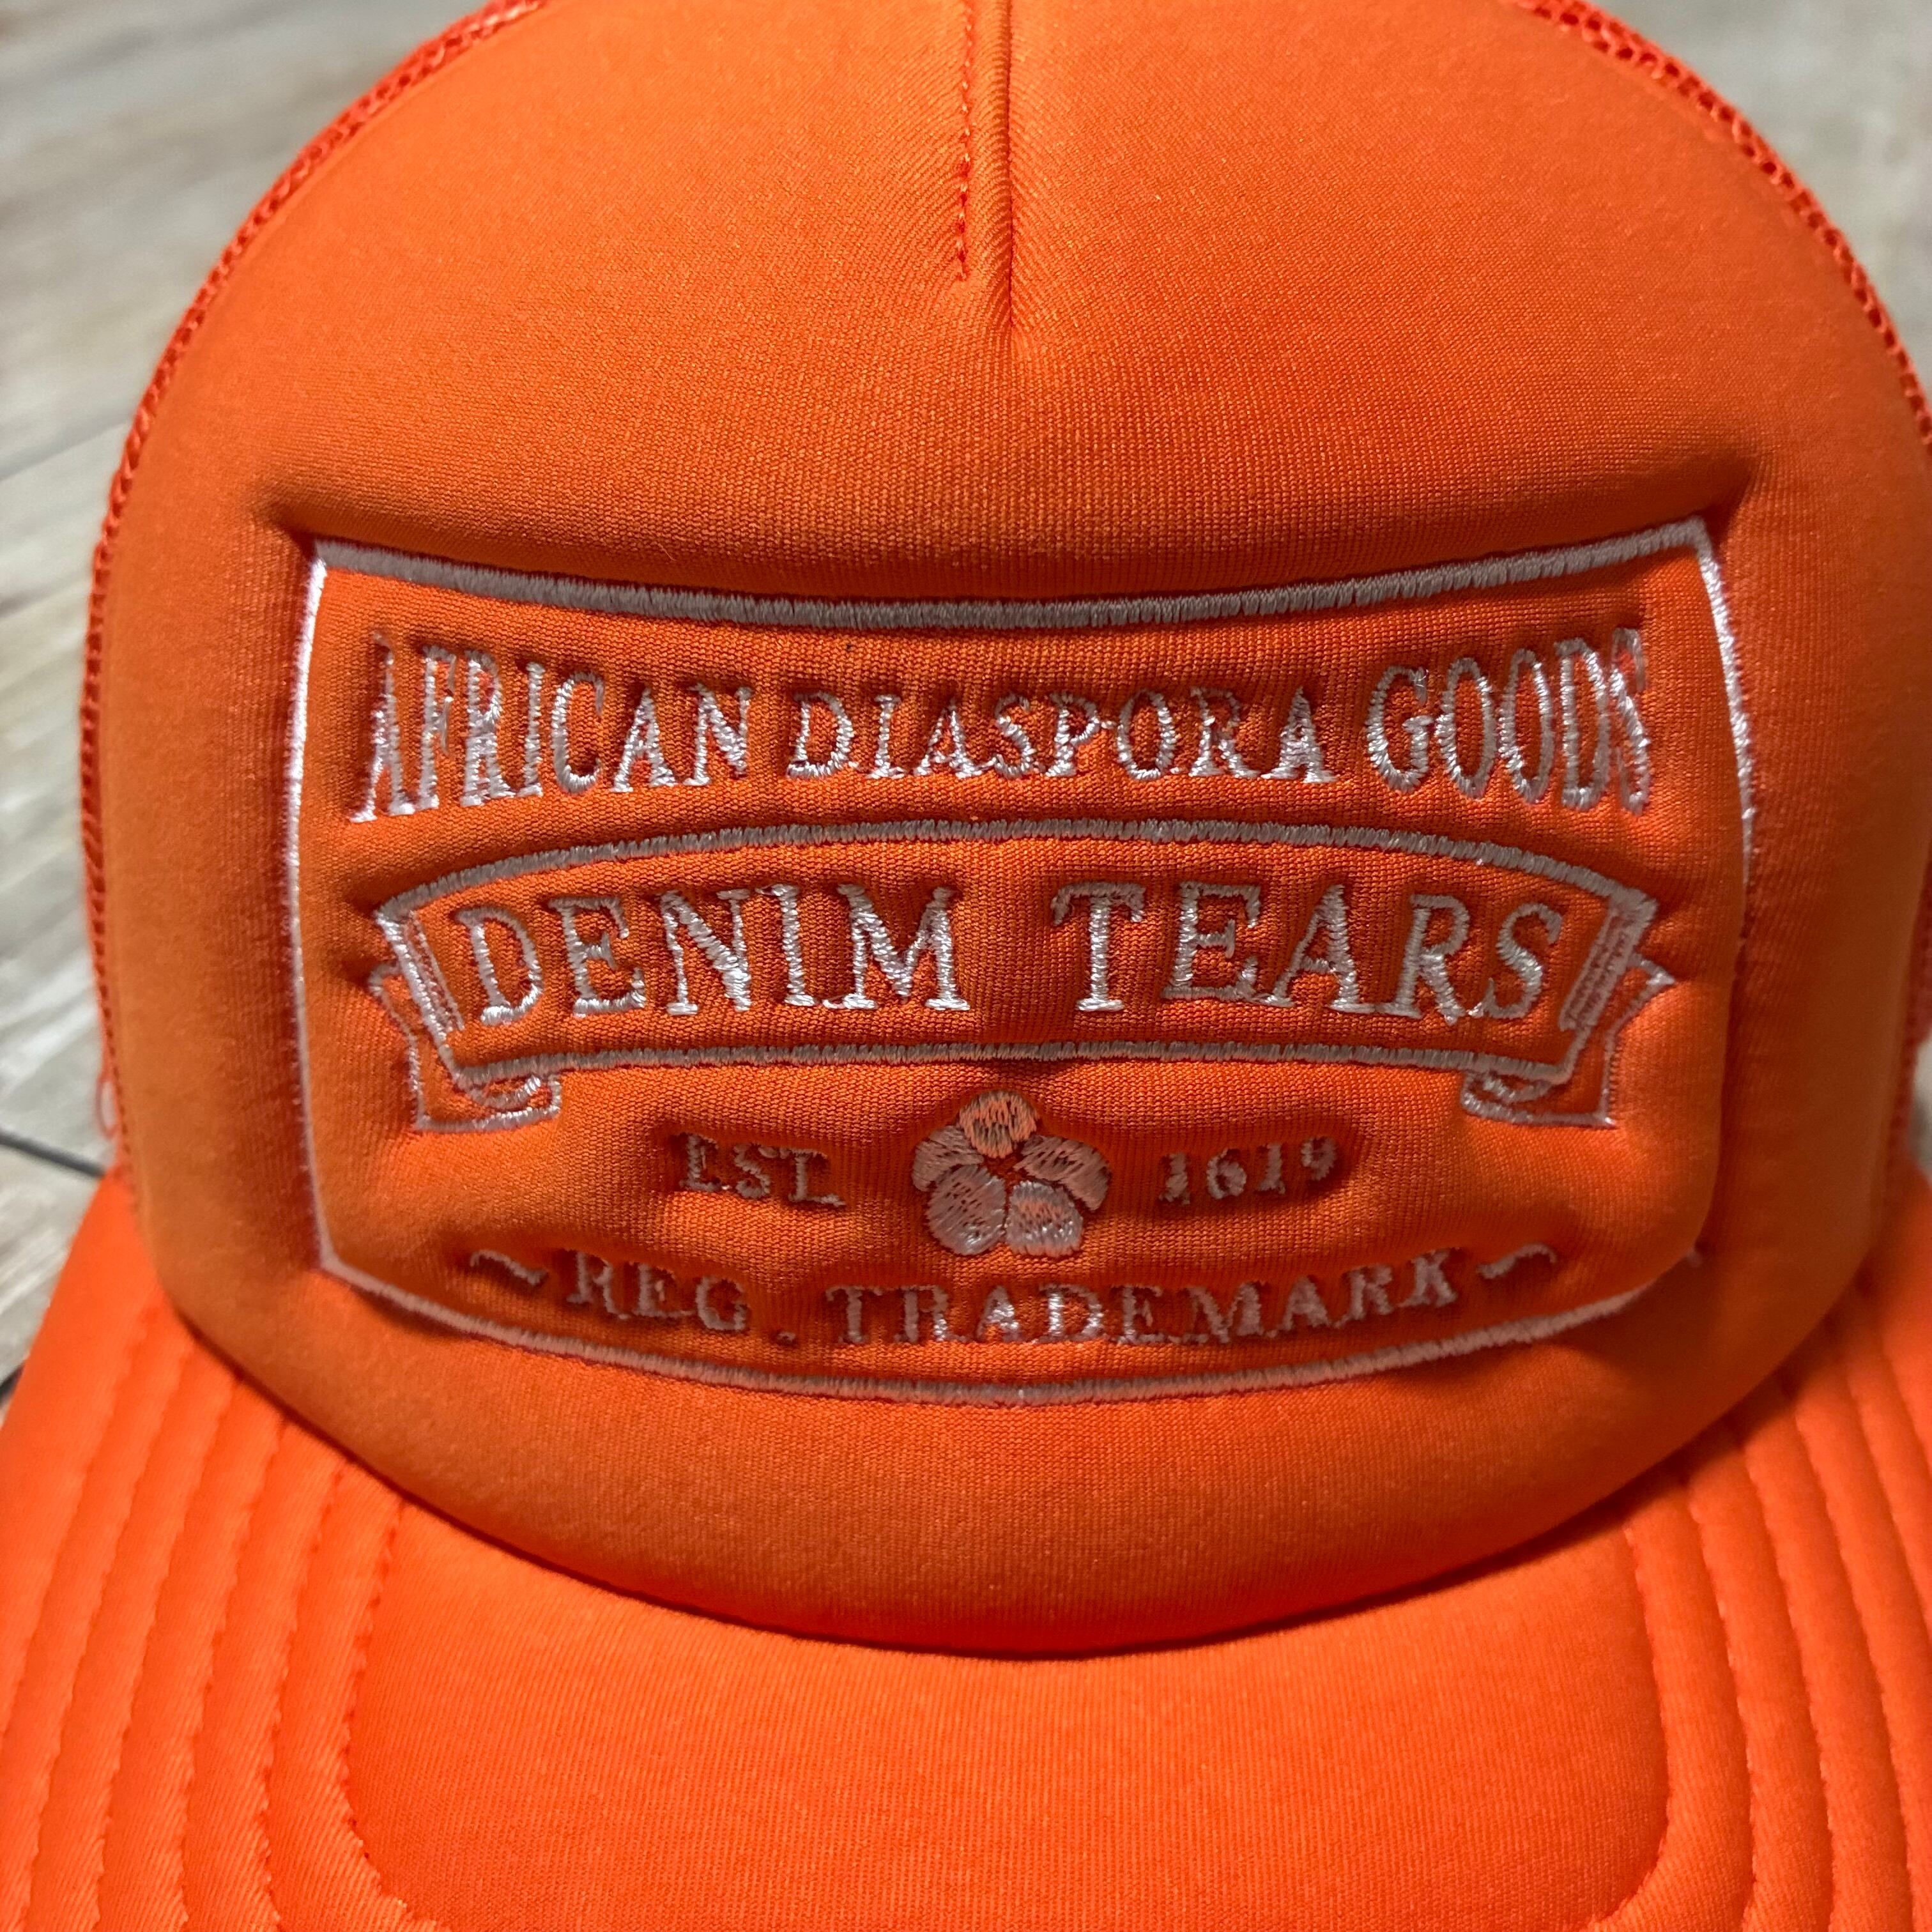 AFRICAN DIASPORA GOODS
DENIM TEARS
EST. 1619
~REG. TRADEMARK~